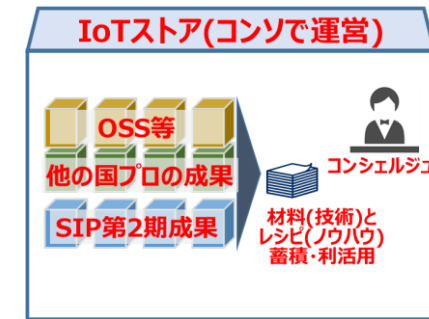 IoTストア(コンソで運営)
OSS等
他の国プロの成果
SIP第2期成果
コンシェルジュ
材料(技術)と
レシピ(ノウハウ)
蓄積・利活用